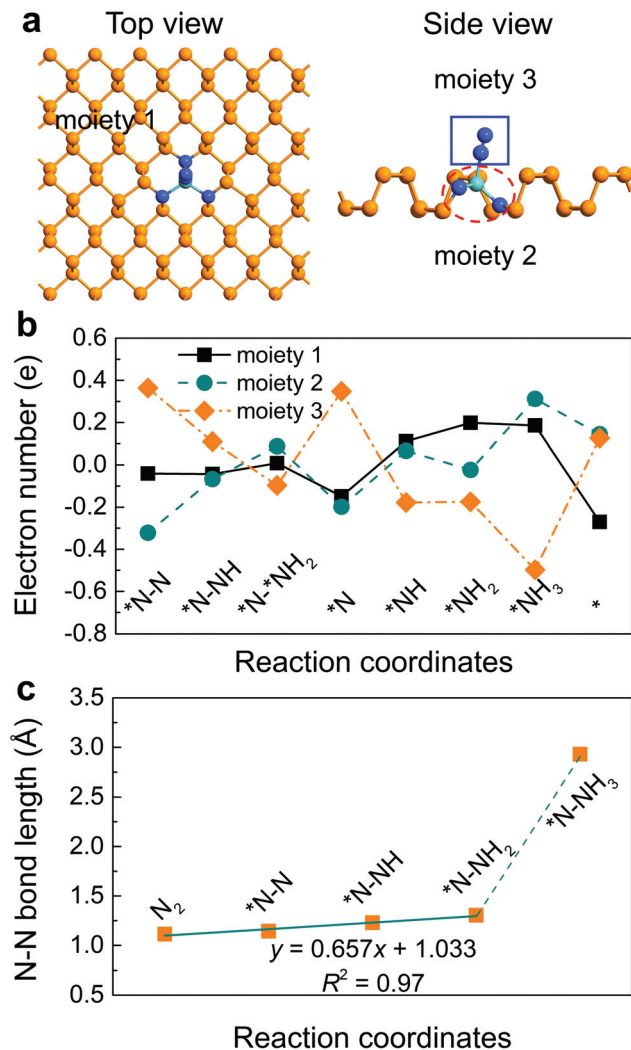 a
Top view
Side view
moiety 1
moiety 3
moiety 2
b
0.6
0.4
0.2
0.0
-0.2
-0.4
-0.6
-0.8
Electron number (e)
moiety 1
moiety 2
moiety 3
*N-N
*N-NH
*N-*NH₂
*N
*NH
*NH₂
*NH₃
*
Reaction coordinates
c
3.5
3.0
2.5
2.0
1.5
1.0
0.5
N-N bond length (Å)
N₂
*N-N
*N-NH
*N-NH₂
*N-NH₃
y = 0.657x + 1.033
R² = 0.97
Reaction coordinates